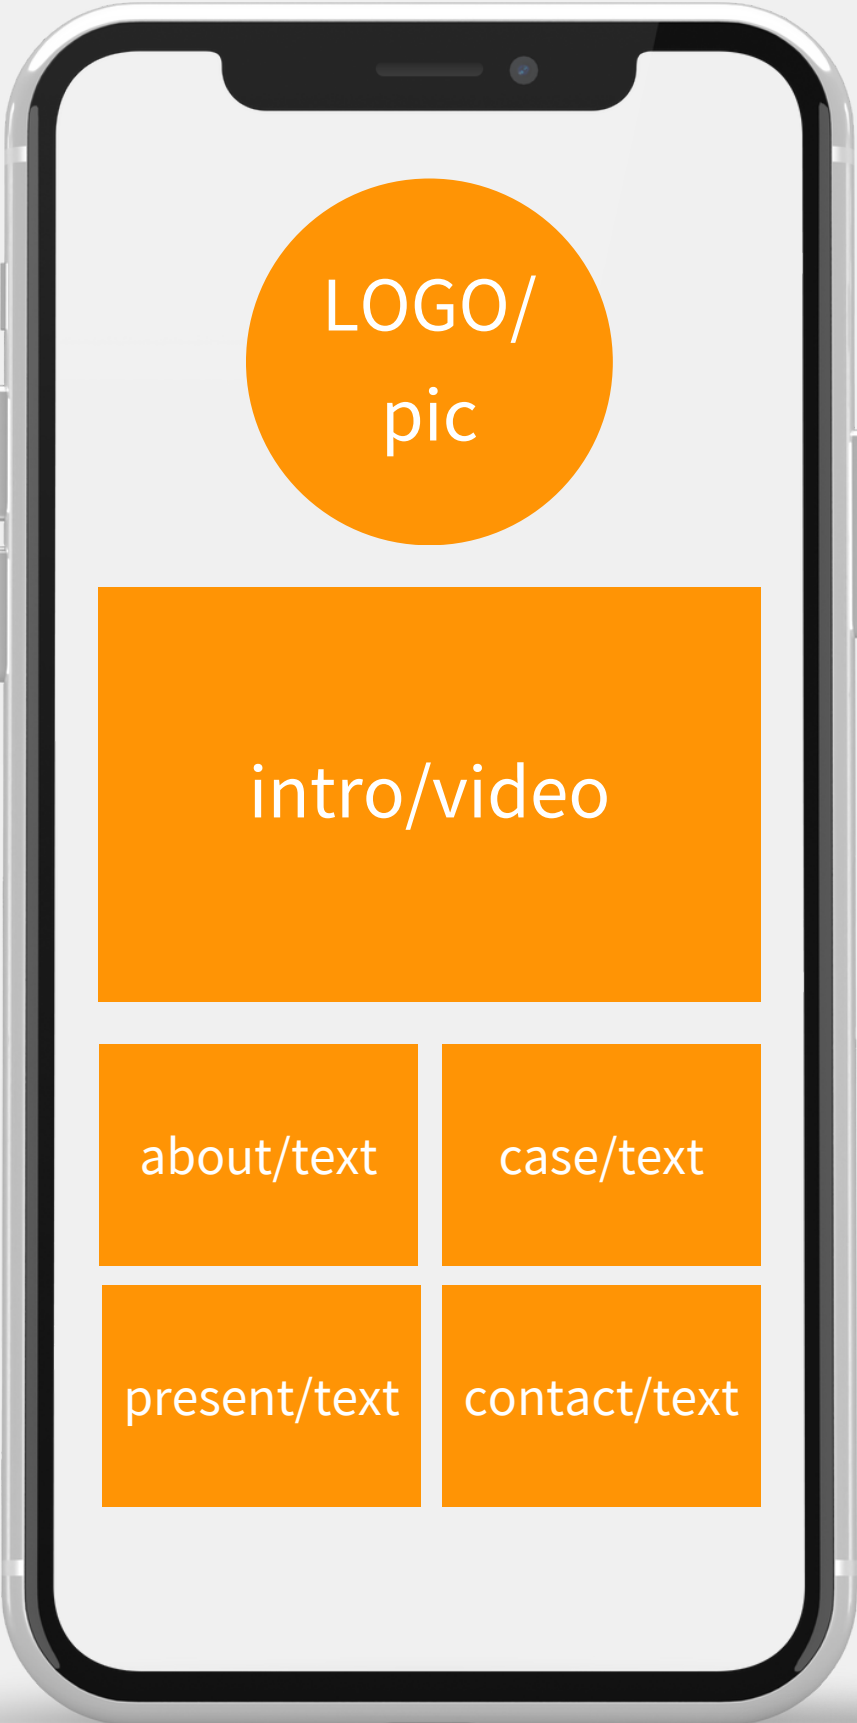 LOGO/
pic
intro/video
about/text
case/text
present/text
contact/text